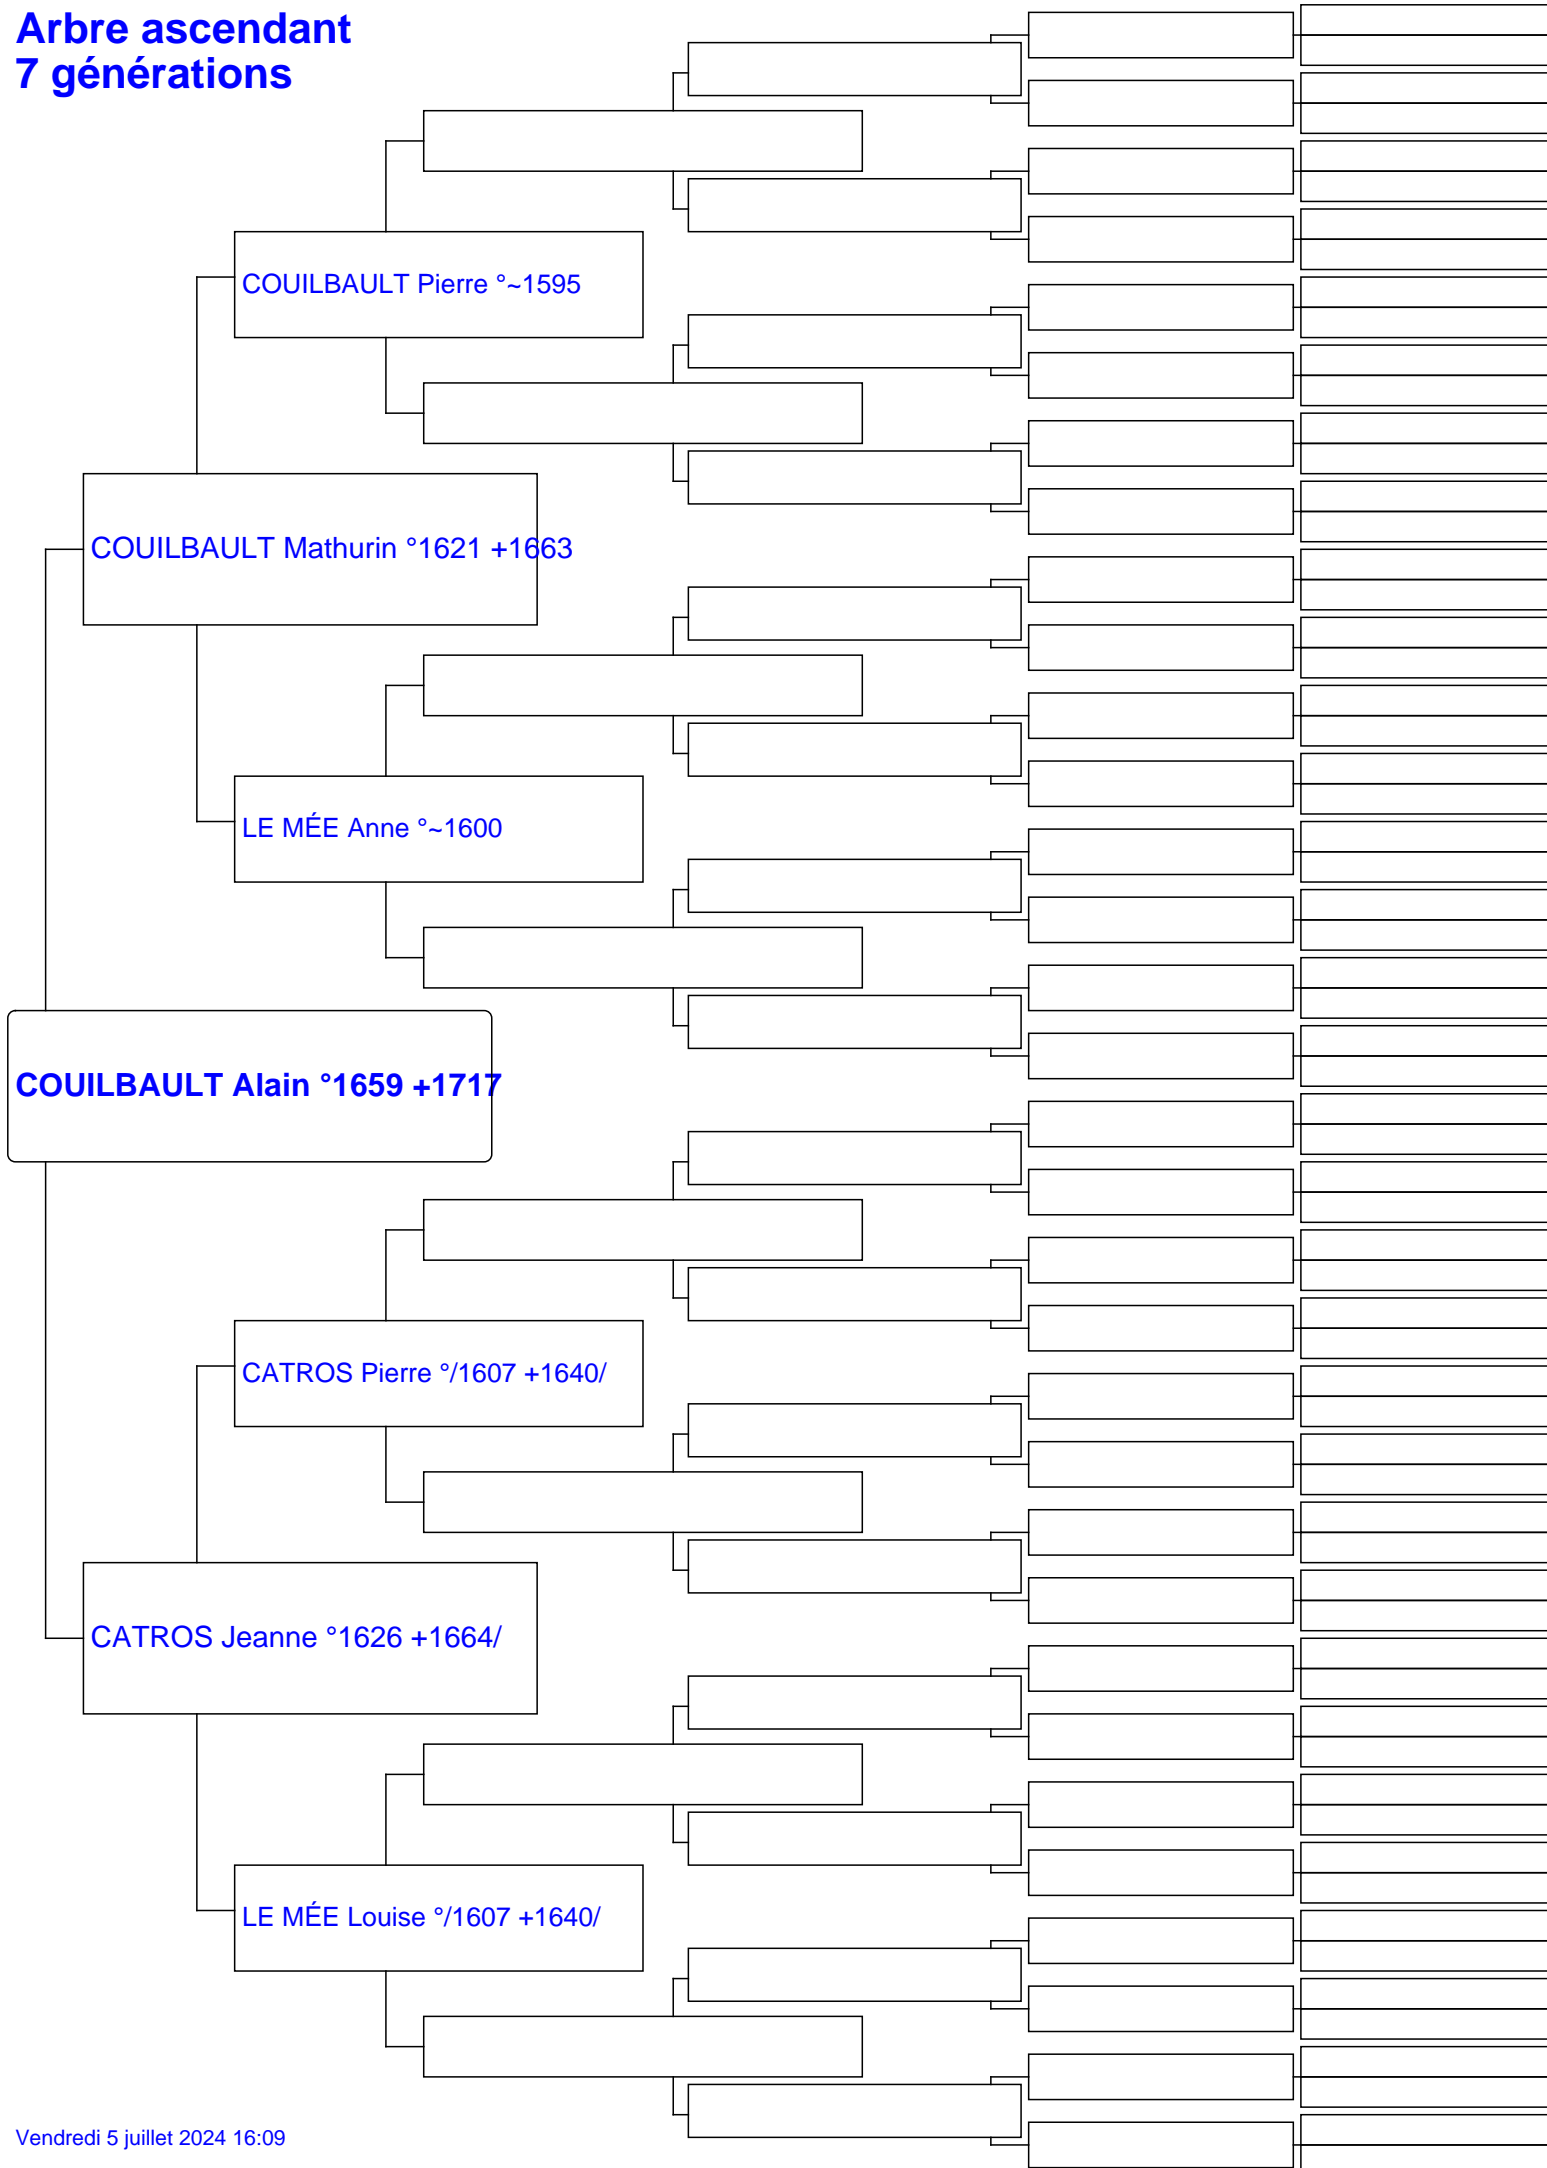 Arbre ascendant
7 générations
COUILBAULT Pierre °~1595
COUILBAULT Mathurin °1621 +1663
LE MÉE Anne °~1600
COUILBAULT Alain °1659 +1717
CATROS Pierre °/1607 +1640/
CATROS Jeanne °1626 +1664/
LE MÉE Louise °/1607 +1640/
Vendredi 5 juillet 2024 16:09